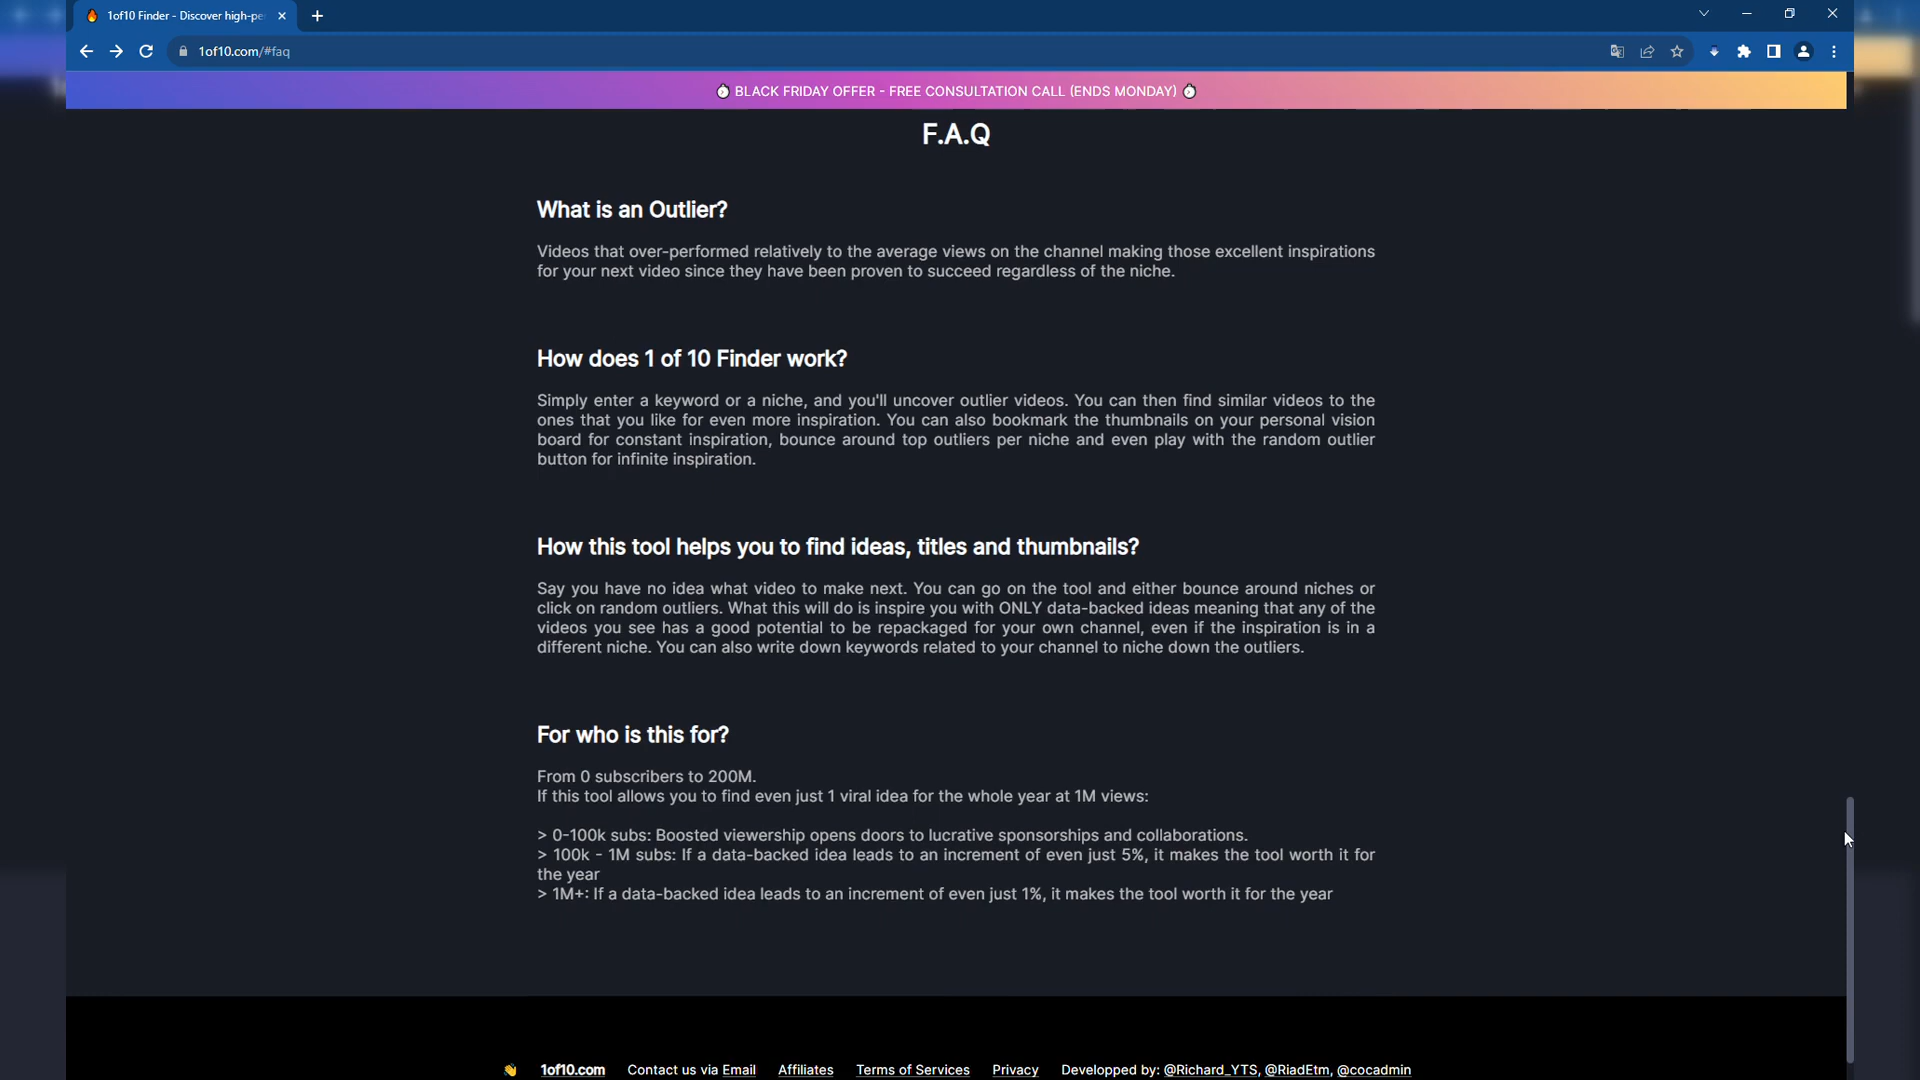 1of10 Finder - Discover high-pe
1of10.com/#faq
BLACK FRIDAY OFFER - FREE CONSULTATION CALL (ENDS MONDAY)
F.A.Q
What is an Outlier?
Videos that over-performed relatively to the average views on the channel making those excellent inspirations
for your next video since they have been proven to succeed regardless of the niche.
How does 1 of 10 Finder work?
Simply enter a keyword or a niche, and you'll uncover outlier videos. You can then find similar videos to the
ones that you like for even more inspiration. You can also bookmark the thumbnails on your personal vision
board for constant inspiration, bounce around top outliers per niche and even play with the random outlier
button for infinite inspiration.
How this tool helps you to find ideas, titles and thumbnails?
Say you have no idea what video to make next. You can go on the tool and either bounce around niches or
click on random outliers. What this will do is inspire you with ONLY data-backed ideas meaning that any of the
videos you see has a good potential to be repackaged for your own channel, even if the inspiration is in a
different niche. You can also write down keywords related to your channel to niche down the outliers.
For who is this for?
From 0 subscribers to 200M.
If this tool allows you to find even just 1 viral idea for the whole year at 1M views:
> 0-100k subs: Boosted viewership opens doors to lucrative sponsorships and collaborations.
> 100k - 1M subs: If a data-backed idea leads to an increment of even just 5%, it makes the tool worth it for
the year
> 1M+: If a data-backed idea leads to an increment of even just 1%, it makes the tool worth it for the year
1of10.com Contact us via Email Affiliates Terms of Services Privacy Developped by: @Richard_YTS, @RiadEtm, @cocadmin